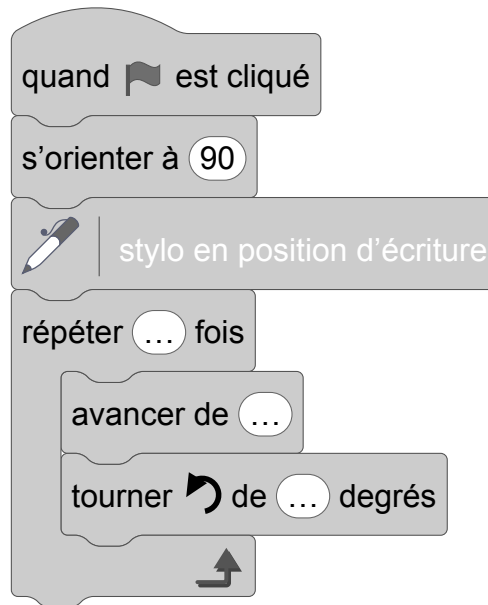 quand est cliqué
s'orienter à 90
stylo en position d'écriture
répéter ... fois
avancer de ...
tourner de ... degrés